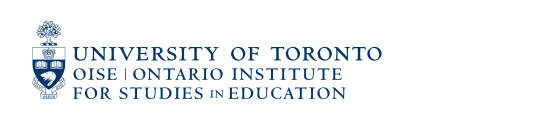 UNIVERSITY OF TORONTO
OISE | ONTARIO INSTITUTE
FOR STUDIES IN EDUCATION